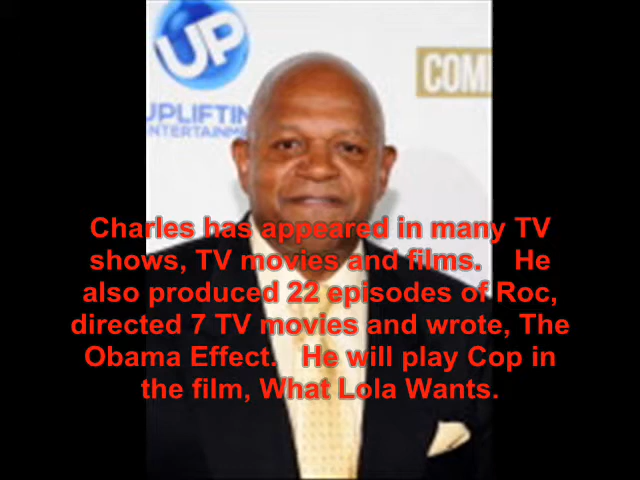 UP
UPLIFTIN
ENTERTAINME
COM
Charles has appeared in many TV
shows, TV movies and films. He
also produced 22 episodes of Roc,
directed 7 TV movies and wrote, The
Obama Effect. He will play Cop in
the film, What Lola Wants.